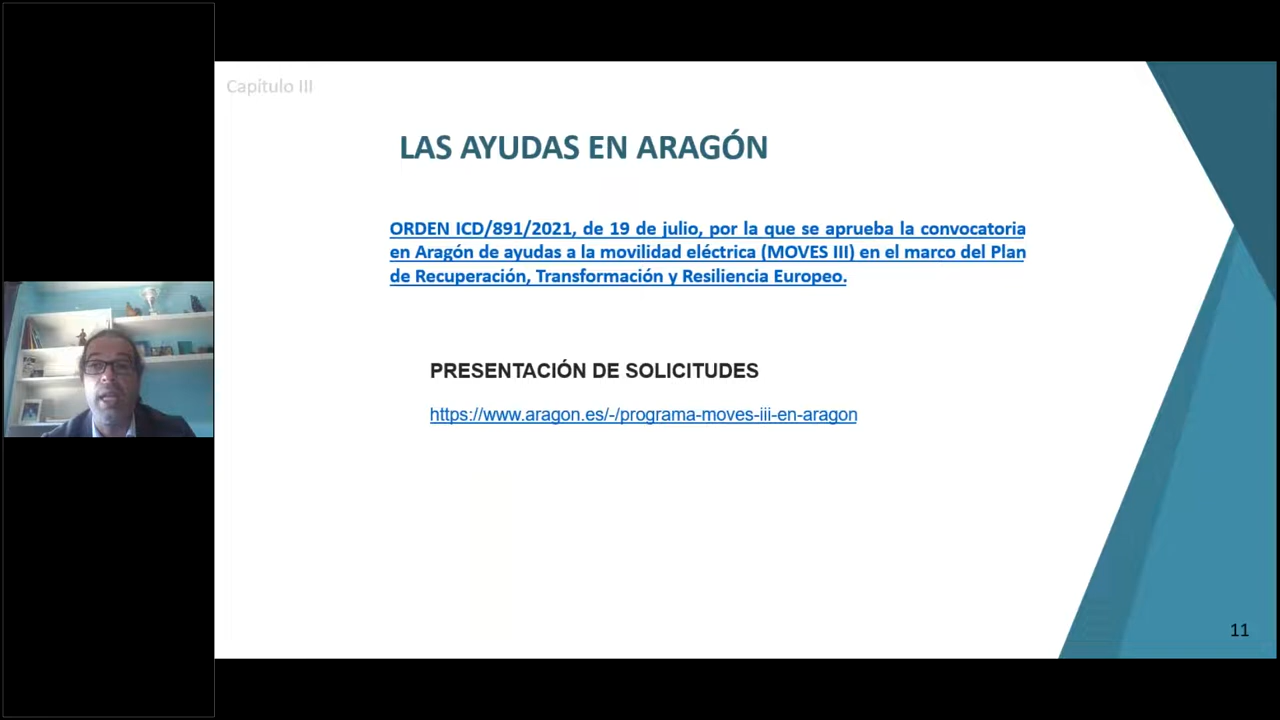 Capítulo III
LAS AYUDAS EN ARAGÓN
ORDEN ICD/891/2021, de 19 de julio, por la que se aprueba la convocatoria
en Aragón de ayudas a la movilidad eléctrica (MOVES III) en el marco del Plan
de Recuperación, Transformación y Resiliencia Europeo.
PRESENTACIÓN DE SOLICITUDES
https://www.aragon.es/-/programa-moves-iii-en-aragon
11